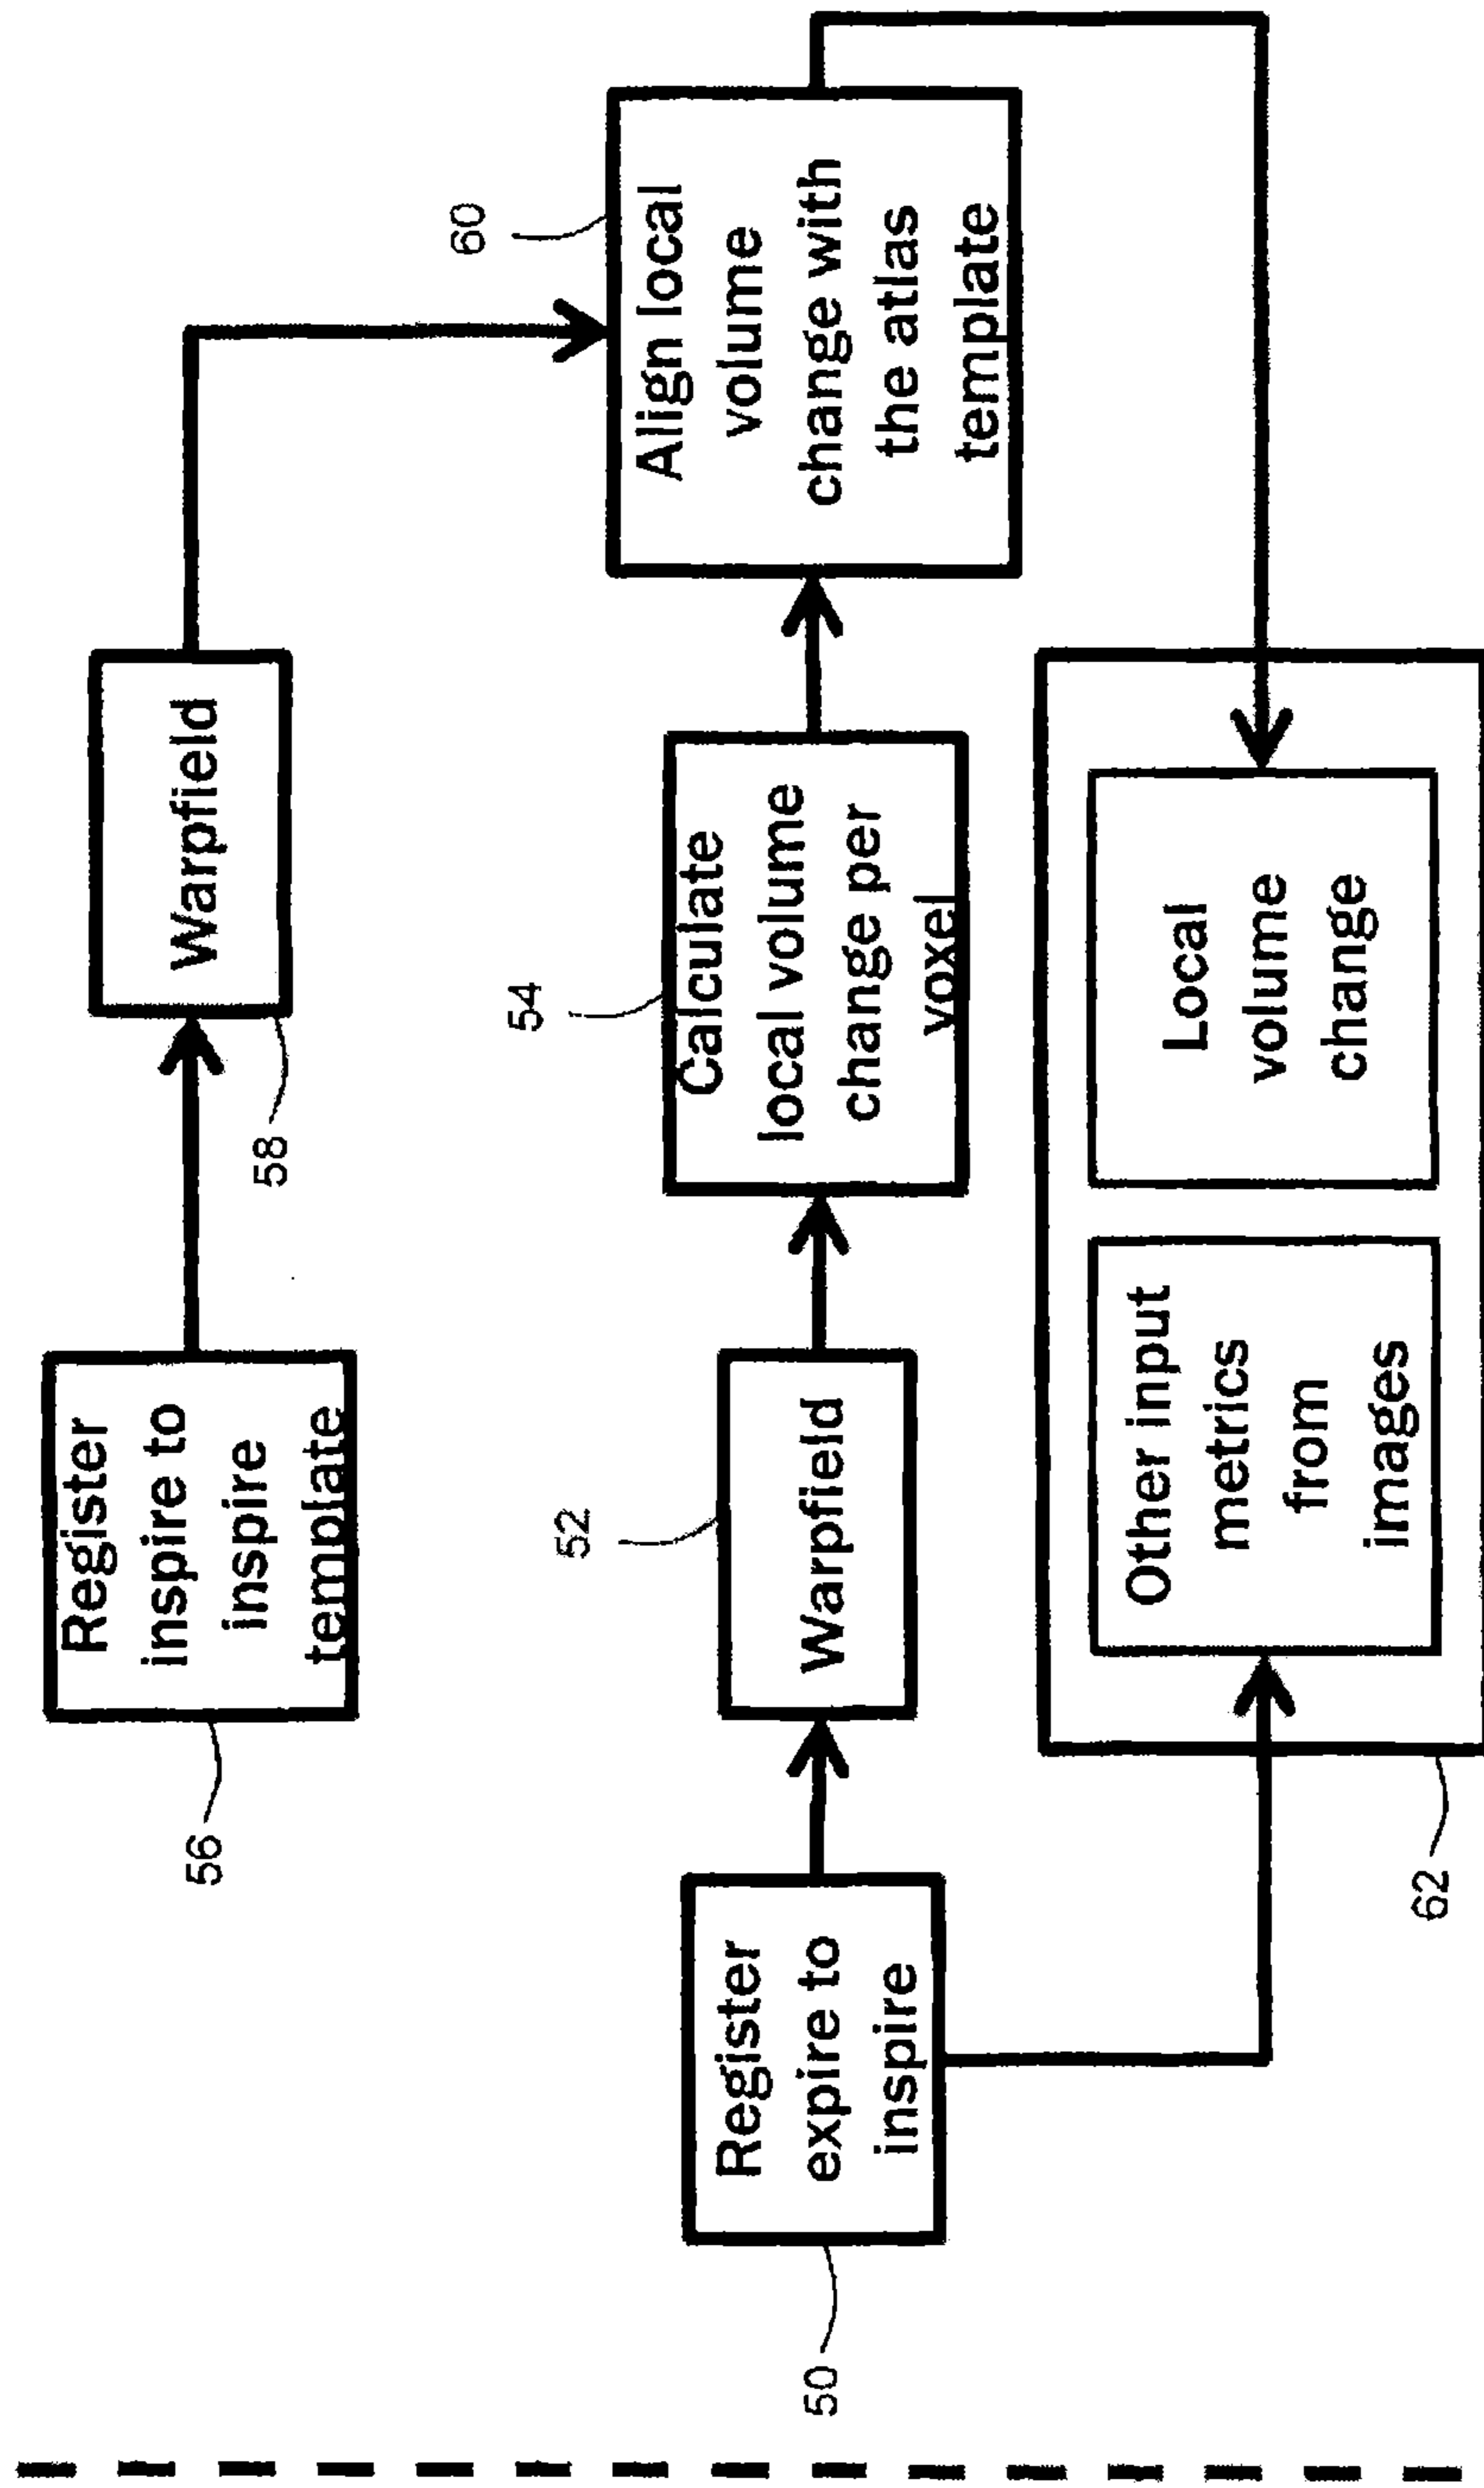 56
Register
inspire to
inspire
template
58
Warpfield
50
Register
expire to
inspire
52
Warpfield
54
Calculate
local volume
change per
voxel
60
Align local
volume
change with
the atlas
template
62
Other input
metrics
from
images
Local
volume
change